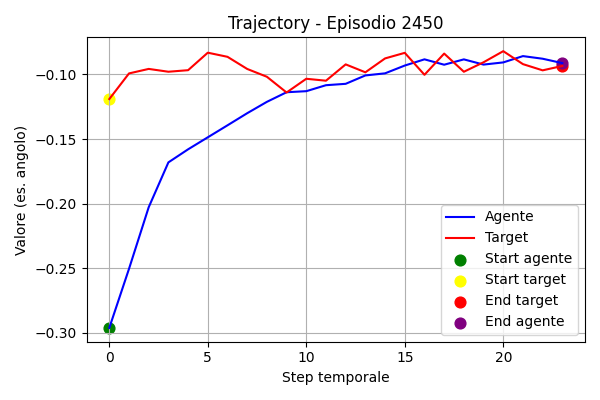 Trajectory - Episodio 2450
Valore (es. angolo)
−0.10
−0.15
−0.20
−0.25
−0.30
0
5
10
15
20
Step temporale
Agente
Target
Start agente
Start target
End target
End agente